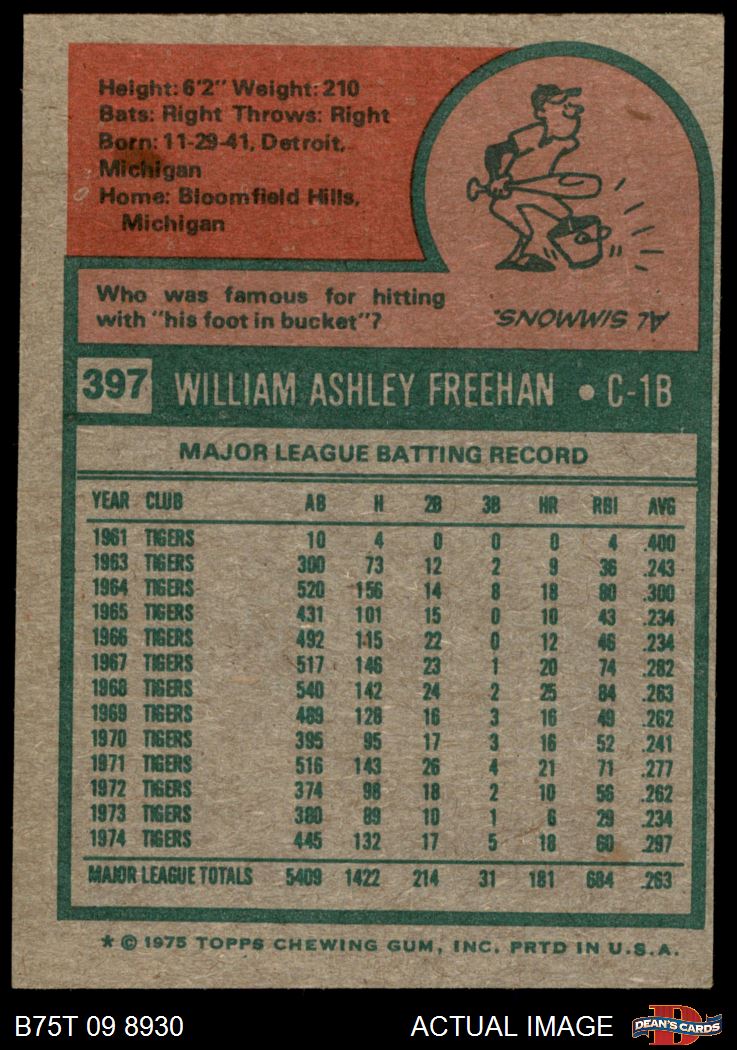 Height: 6'2" Weight: 210
Bats: Right Throws: Right
Born: 11-29-41, Detroit,
Michigan
Home: Bloomfield Hills,
Michigan
Who was famous for hitting
with "his foot in bucket"?
AL SIMMONS.
397 WILLIAM ASHLEY FREEHAN • C-1B
MAJOR LEAGUE BATTING RECORD
YEAR CLUB AB H 2B 3B HR RBI AVG
1961 TIGERS 10 4 0 0 0 4 .400
1963 TIGERS 300 73 12 2 9 36 .243
1964 TIGERS 520 156 14 8 18 80 .300
1965 TIGERS 431 101 15 0 10 43 .234
1966 TIGERS 492 115 22 0 12 46 .234
1967 TIGERS 517 146 23 1 20 74 .282
1968 TIGERS 540 142 24 2 25 84 .263
1969 TIGERS 489 128 16 3 16 49 .262
1970 TIGERS 395 95 17 3 16 52 .241
1971 TIGERS 516 143 26 4 21 71 .277
1972 TIGERS 374 98 18 2 10 56 .262
1973 TIGERS 380 89 10 1 6 29 .234
1974 TIGERS 445 132 17 5 18 60 .297
MAJOR LEAGUE TOTALS 5409 1422 214 31 181 684 .263
* © 1975 TOPPS CHEWING GUM, INC. PRTD IN U.S.A.
B75T 09 8930 ACTUAL IMAGE DEAN'S CARDS